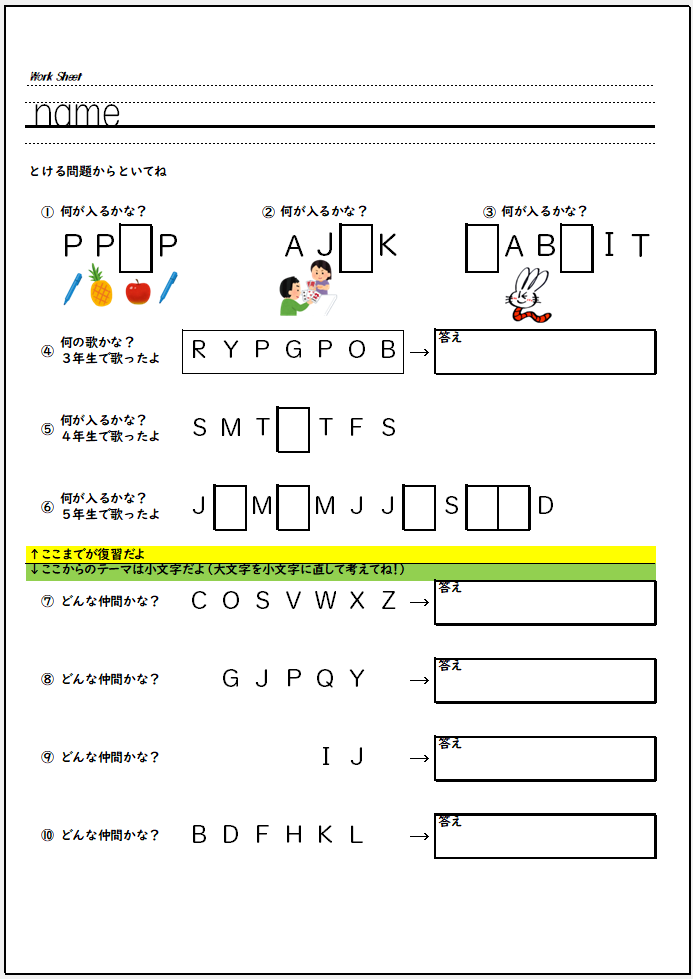 Work Sheet
name
とける問題からといてね
① 何が入るかな？ ② 何が入るかな？ ③ 何が入るかな？
P P P A J K A B I T
④ 何の歌かな？
３年生で歌ったよ
R Y P G P O B → 答え
⑤ 何が入るかな？
４年生で歌ったよ
S M T T F S
⑥ 何が入るかな？
５年生で歌ったよ
J M M J J S D
↑ここまでが復習だよ
↓ここからのテーマは小文字だよ（大文字を小文字に直して考えてね！）
⑦ どんな仲間かな？ C O S V W X Z → 答え
⑧ どんな仲間かな？ G J P Q Y → 答え
⑨ どんな仲間かな？ I J → 答え
⑩ どんな仲間かな？ B D F H K L → 答え